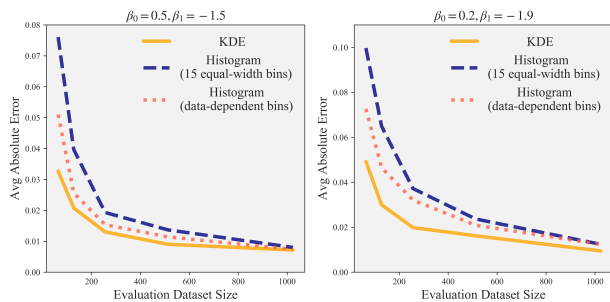 β₀ = 0.5, β₁ = −1.5
0.08
0.07
0.06
0.05
0.04
0.03
0.02
0.01
0.00
Avg Absolute Error
KDE
Histogram
(15 equal-width bins)
Histogram
(data-dependent bins)
200 400 600 800 1000
Evaluation Dataset Size
β₀ = 0.2, β₁ = −1.9
0.10
0.08
0.06
0.04
0.02
0.00
Avg Absolute Error
KDE
Histogram
(15 equal-width bins)
Histogram
(data-dependent bins)
200 400 600 800 1000
Evaluation Dataset Size